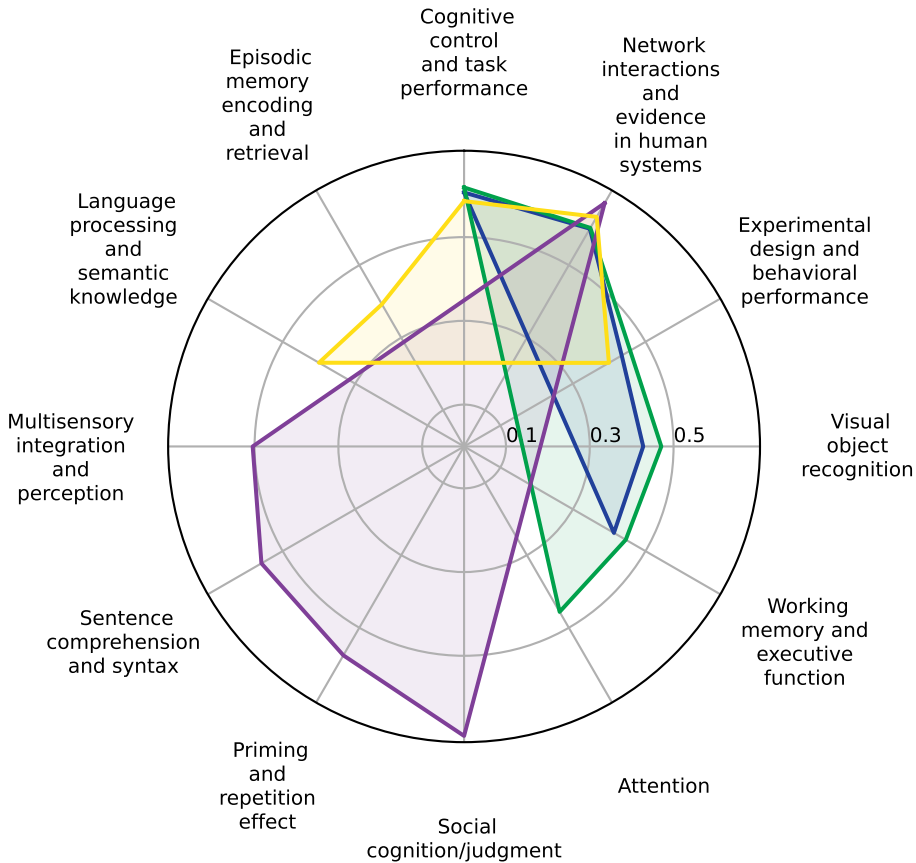 Cognitive
control
and task
performance
Network
interactions
and
evidence
in human
systems
Experimental
design and
behavioral
performance
Visual
object
recognition
Working
memory and
executive
function
Attention
Social
cognition/judgment
Priming
and
repetition
effect
Sentence
comprehension
and syntax
Multisensory
integration
and
perception
Language
processing
and
semantic
knowledge
Episodic
memory
encoding
and
retrieval
0.1
0.3
0.5